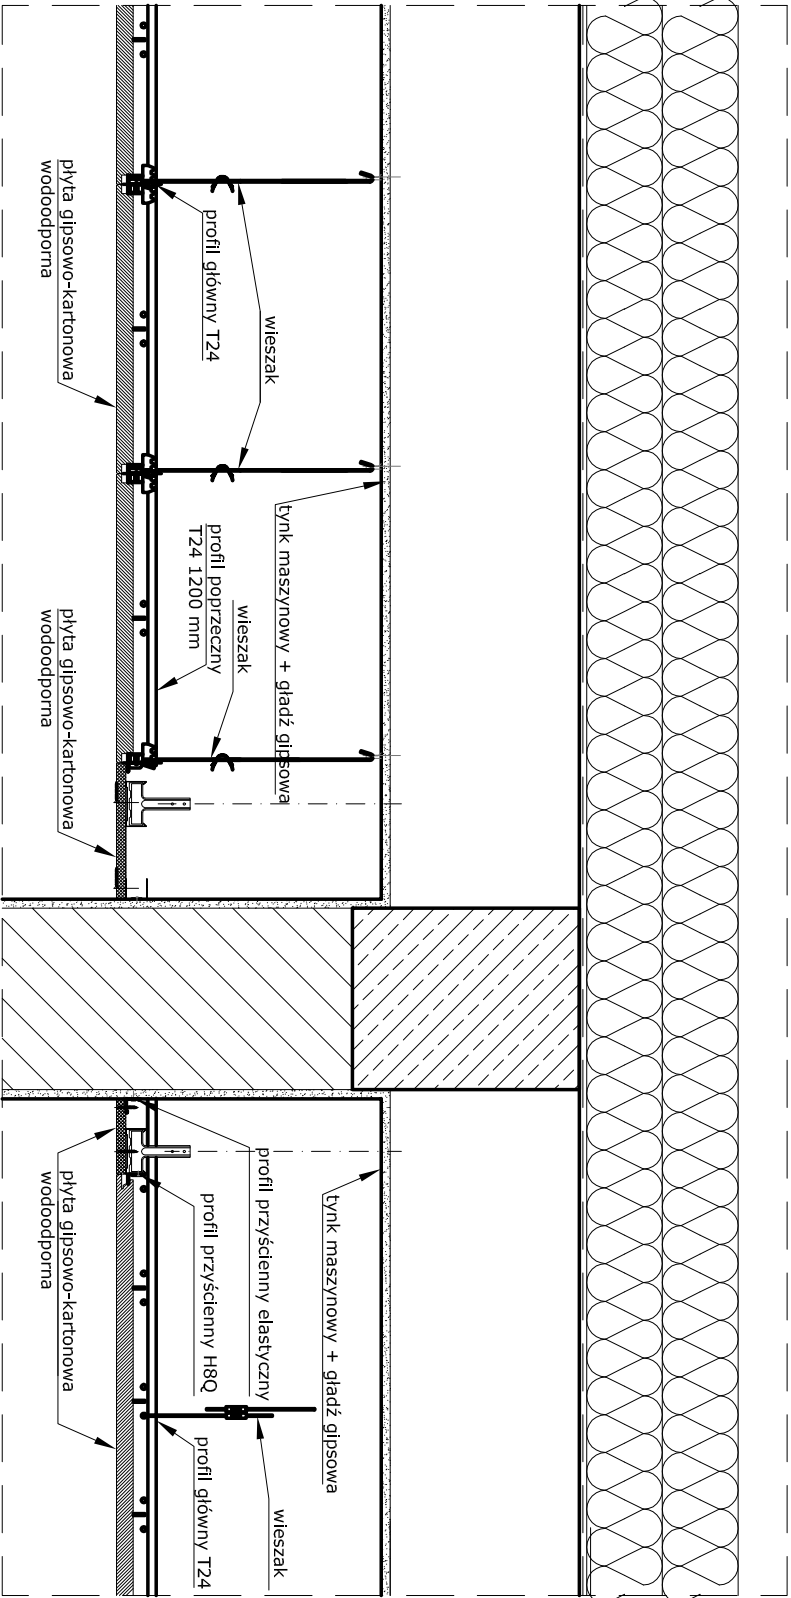 płyta gipsowo-kartonowa
wodoodporna
profil główny T24
wieszak
tynk maszynowy + gładź gipsowa
profil poprzeczny
T24 1200 mm
wieszak
płyta gipsowo-kartonowa
wodoodporna
płyta gipsowo-kartonowa
wodoodporna
profil przyścienny H8Q
profil przyścienny elastyczny
tynk maszynowy + gładź gipsowa
profil główny T24
wieszak